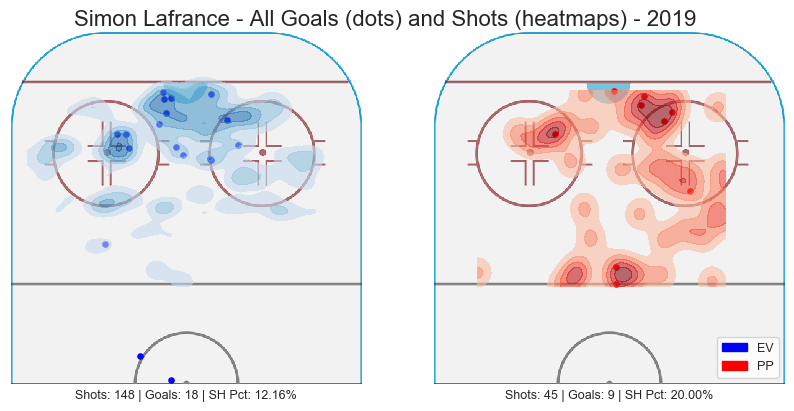 Simon Lafrance - All Goals (dots) and Shots (heatmaps) - 2019
EV
PP
Shots: 148 | Goals: 18 | SH Pct: 12.16%
Shots: 45 | Goals: 9 | SH Pct: 20.00%